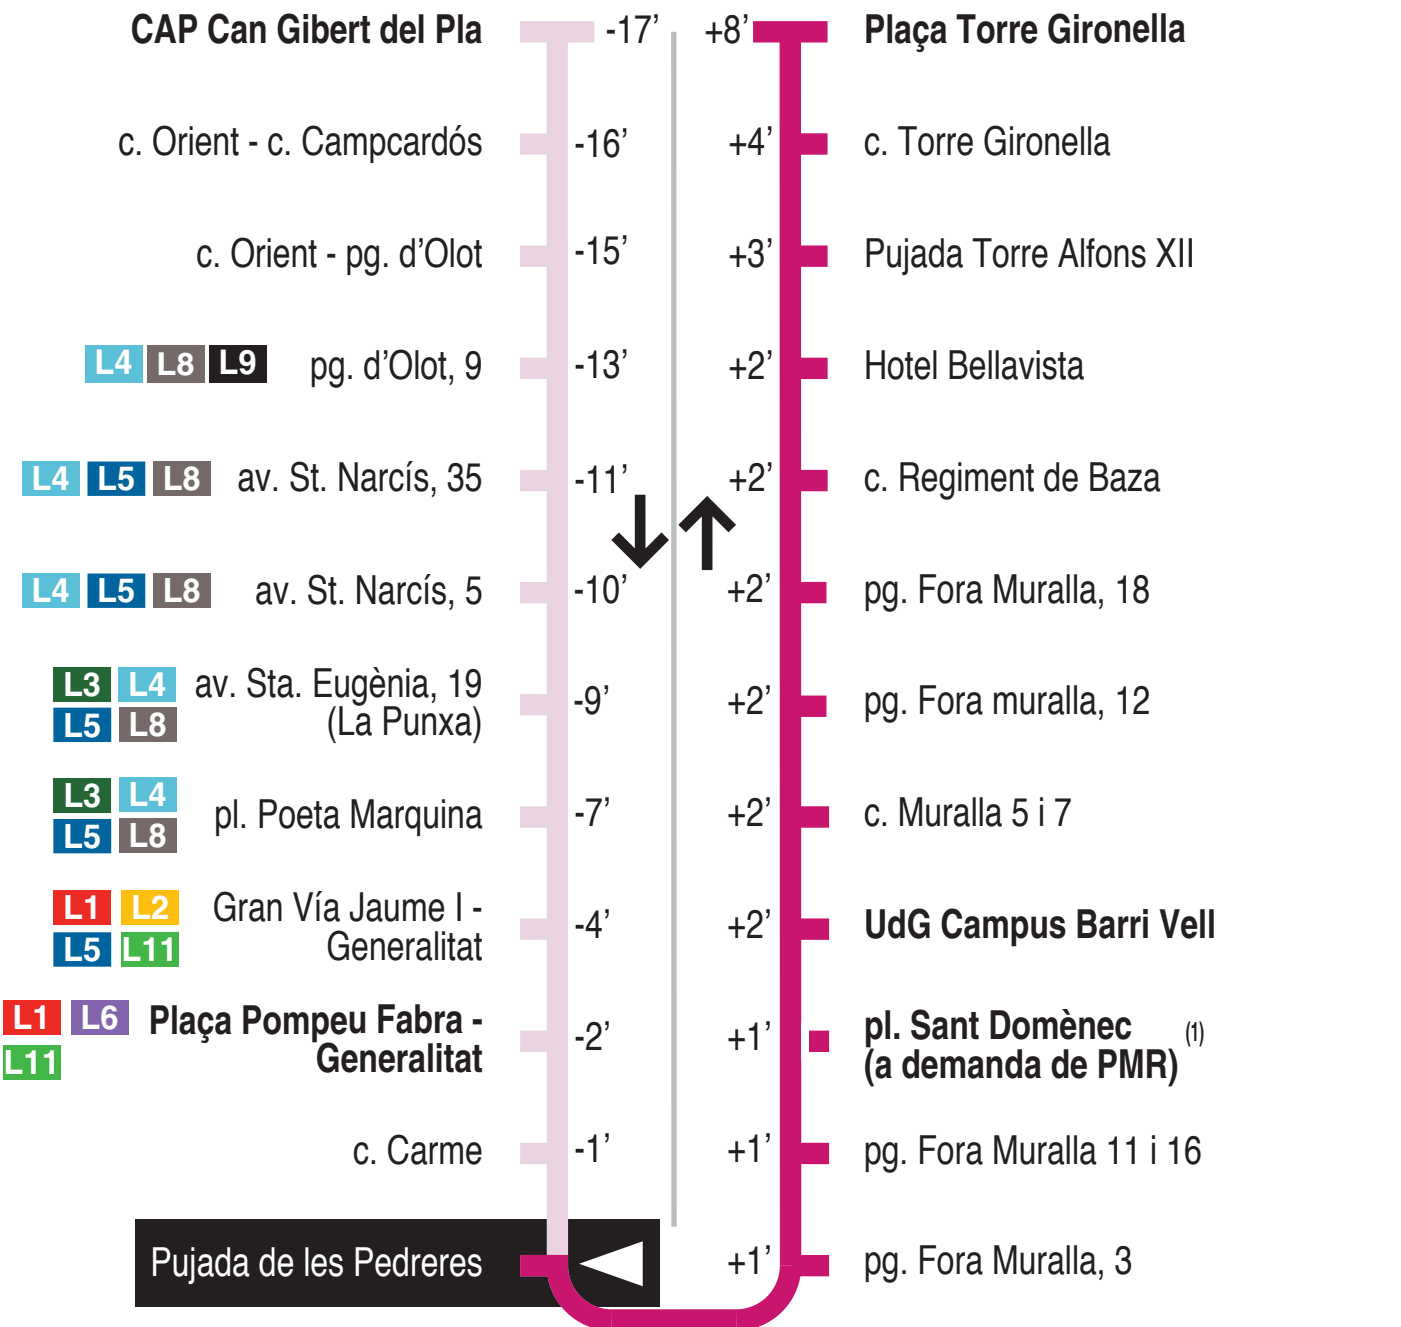 CAP Can Gibert del Pla -17’
c. Orient - c. Campcardós -16’
c. Orient - pg. d’Olot -15’
L4 L8 L9 pg. d’Olot, 9 -13’
L4 L5 L8 av. St. Narcís, 35 -11’
L4 L5 L8 av. St. Narcís, 5 -10’
L3 L4 av. Sta. Eugènia, 19
L5 L8 (La Punxa) -9’
L3 L4
L5 L8 pl. Poeta Marquina -7’
L1 L2 Gran Vía Jaume I -
L5 L11 Generalitat -4’
L1 L6 Plaça Pompeu Fabra -
L11 Generalitat -2’
c. Carme -1’
Pujada de les Pedreres
+8’ Plaça Torre Gironella
+4’ c. Torre Gironella
+3’ Pujada Torre Alfons XII
+2’ Hotel Bellavista
+2’ c. Regiment de Baza
+2’ pg. Fora Muralla, 18
+2’ pg. Fora muralla, 12
+2’ c. Muralla 5 i 7
+2’ UdG Campus Barri Vell
+1’ pl. Sant Domènec (1)
(a demanda de PMR)
+1’ pg. Fora Muralla 11 i 16
+1’ pg. Fora Muralla, 3